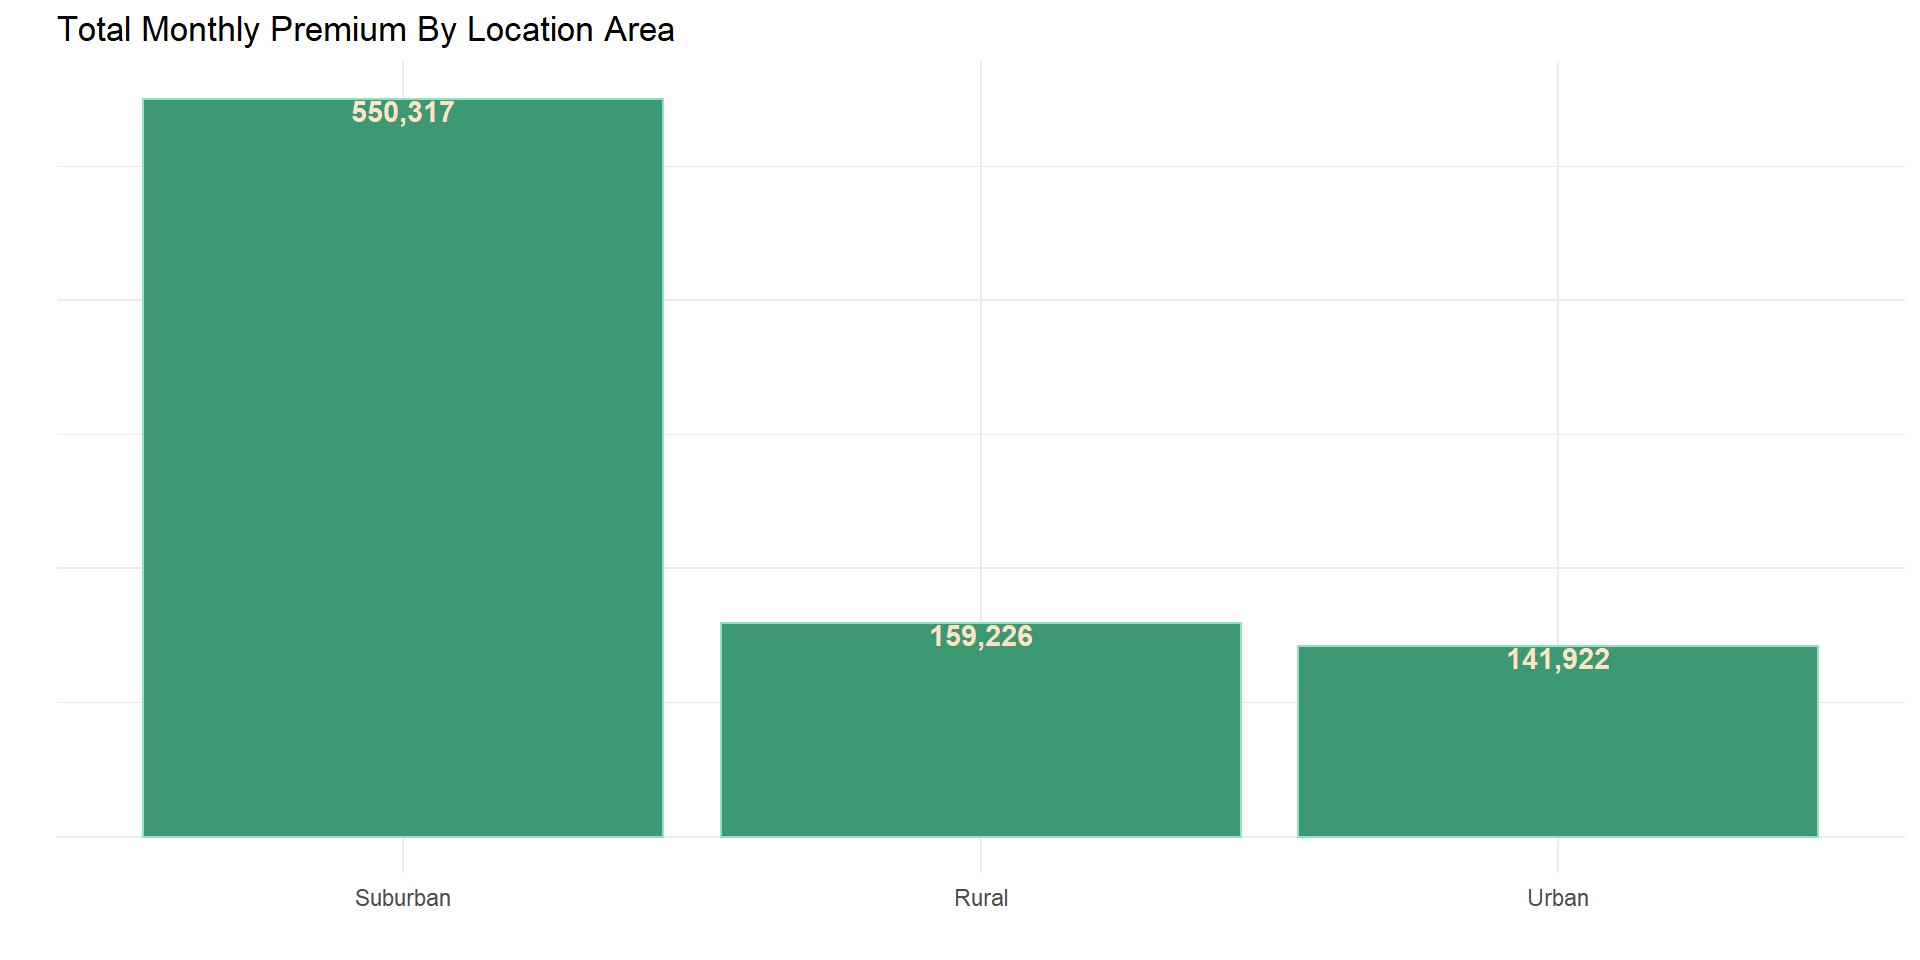 Total Monthly Premium By Location Area
550,317
159,226
141,922
Suburban
Rural
Urban